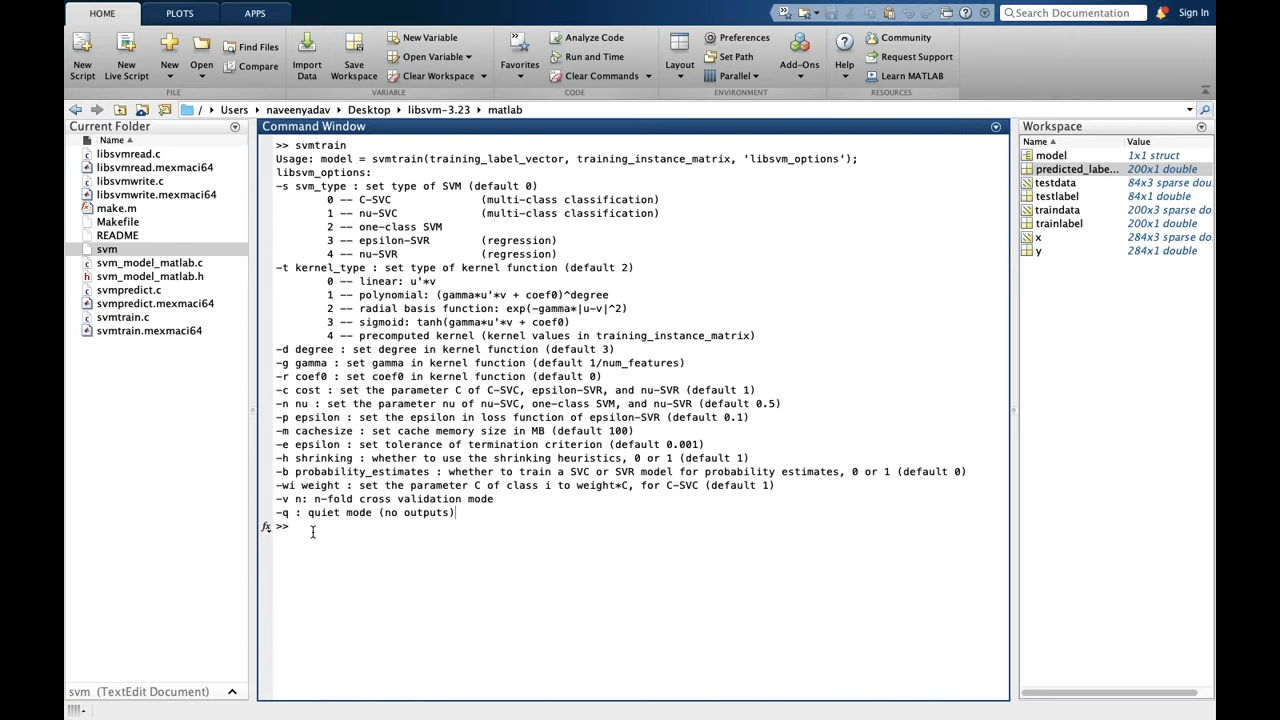 HOME PLOTS APPS
Search Documentation Sign In
New Script
New Live Script
New
Open
Find Files
Compare
FILE
Import Data
Save Workspace
New Variable
Open Variable
Clear Workspace
VARIABLE
Favorites
Analyze Code
Run and Time
Clear Commands
CODE
Layout
Preferences
Set Path
Parallel
Add-Ons
ENVIRONMENT
Help
Community
Request Support
Learn MATLAB
RESOURCES
/ Users naveenyadav Desktop libsvm-3.23 matlab
Current Folder
Name
libsvmread.c
libsvmread.mexmaci64
libsvmwrite.c
libsvmwrite.mexmaci64
make.m
Makefile
README
svm
svm_model_matlab.c
svm_model_matlab.h
svmpredict.c
svmpredict.mexmaci64
svmtrain.c
svmtrain.mexmaci64
svm (TextEdit Document)
Command Window
>> svmtrain
Usage: model = svmtrain(training_label_vector, training_instance_matrix, 'libsvm_options');
libsvm_options:
-s svm_type : set type of SVM (default 0)
0 -- C-SVC (multi-class classification)
1 -- nu-SVC (multi-class classification)
2 -- one-class SVM
3 -- epsilon-SVR (regression)
4 -- nu-SVR (regression)
-t kernel_type : set type of kernel function (default 2)
0 -- linear: u'*v
1 -- polynomial: (gamma*u'*v + coef0)^degree
2 -- radial basis function: exp(-gamma*|u-v|^2)
3 -- sigmoid: tanh(gamma*u'*v + coef0)
4 -- precomputed kernel (kernel values in training_instance_matrix)
-d degree : set degree in kernel function (default 3)
-g gamma : set gamma in kernel function (default 1/num_features)
-r coef0 : set coef0 in kernel function (default 0)
-c cost : set the parameter C of C-SVC, epsilon-SVR, and nu-SVR (default 1)
-n nu : set the parameter nu of nu-SVC, one-class SVM, and nu-SVR (default 0.5)
-p epsilon : set the epsilon in loss function of epsilon-SVR (default 0.1)
-m cachesize : set cache memory size in MB (default 100)
-e epsilon : set tolerance of termination criterion (default 0.001)
-h shrinking : whether to use the shrinking heuristics, 0 or 1 (default 1)
-b probability_estimates : whether to train a SVC or SVR model for probability estimates, 0 or 1 (default 0)
-wi weight : set the parameter C of class i to weight*C, for C-SVC (default 1)
-v n: n-fold cross validation mode
-q : quiet mode (no outputs)
fx >>
Workspace
Name Value
model 1x1 struct
predicted_labe... 200x1 double
testdata 84x3 sparse dou
testlabel 84x1 double
traindata 200x3 sparse do
trainlabel 200x1 double
x 284x3 sparse do
y 284x1 double